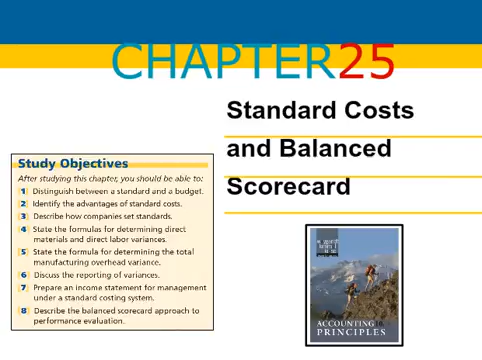 CHAPTER25
Standard Costs
and Balanced
Scorecard
Study Objectives
After studying this chapter, you should be able to:
[1] Distinguish between a standard and a budget.
[2] Identify the advantages of standard costs.
[3] Describe how companies set standards.
[4] State the formulas for determining direct
materials and direct labor variances.
[5] State the formula for determining the total
manufacturing overhead variance.
[6] Discuss the reporting of variances.
[7] Prepare an income statement for management
under a standard costing system.
[8] Describe the balanced scorecard approach to
performance evaluation.
ACCOUNTING
PRINCIPLES